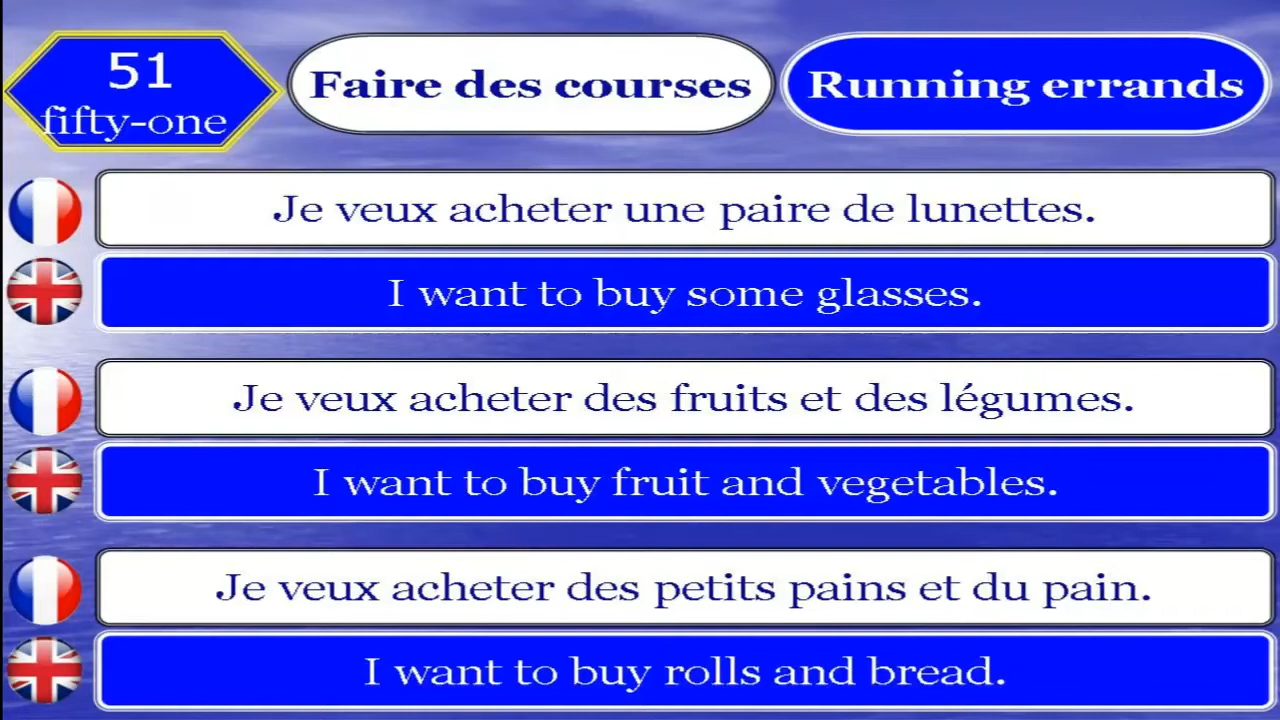 51
fifty-one
Faire des courses
Running errands
Je veux acheter une paire de lunettes.
I want to buy some glasses.
Je veux acheter des fruits et des légumes.
I want to buy fruit and vegetables.
Je veux acheter des petits pains et du pain.
I want to buy rolls and bread.